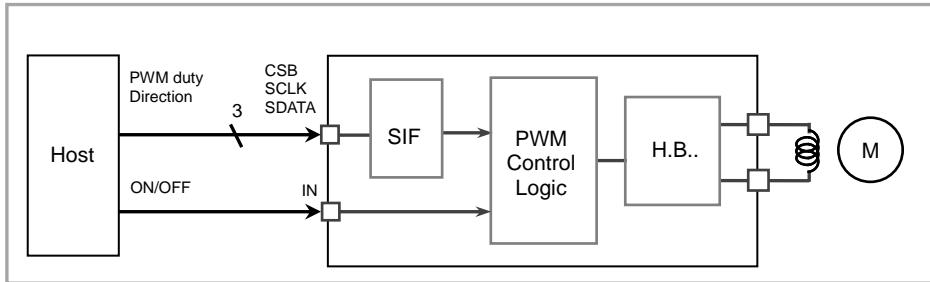 PWM duty
Direction
CSB
SCLK
SDATA
3
Host
SIF
PWM
Control
Logic
H.B..
M
ON/OFF
IN